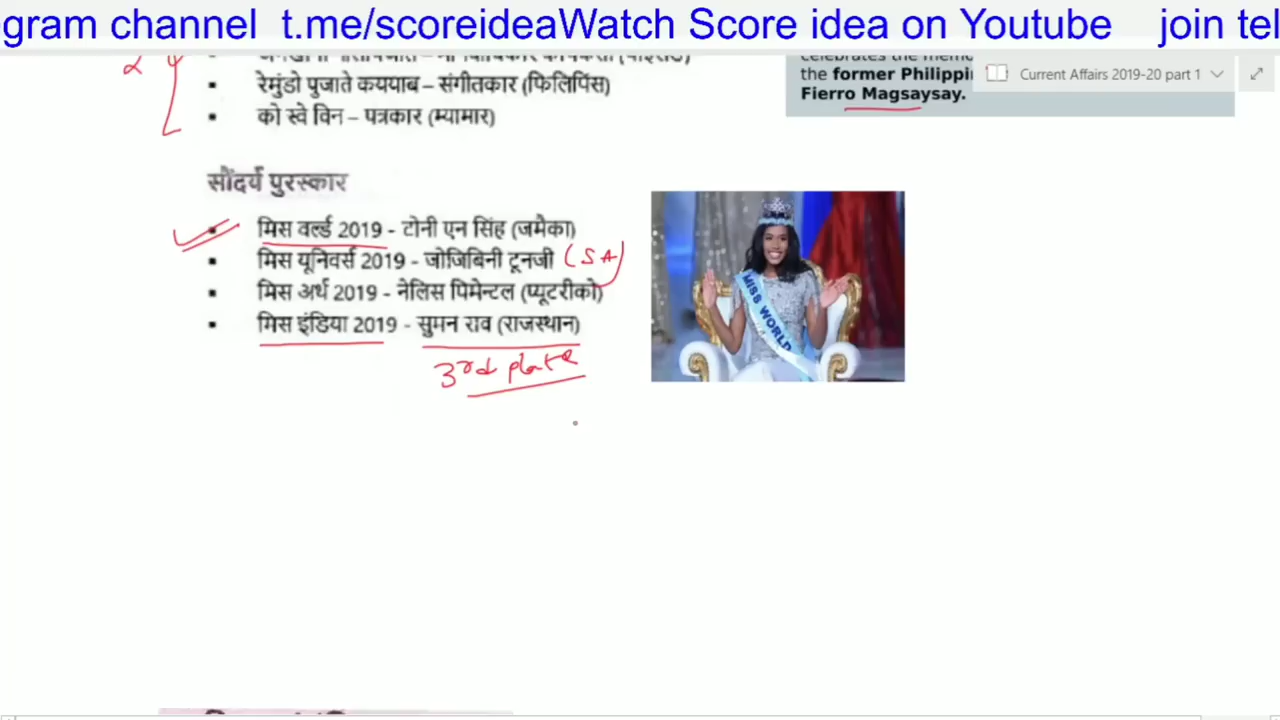 gram channel t.me/scoreideaWatch Score idea on Youtube join tel
the former Philippi
Fierro Magsaysay.
Current Affairs 2019-20 part 1
रेमुंडो पुजाते कययाब – संगीतकार (फिलिपिंस)
को स्वे विन – पत्रकार (म्यामार)
सौंदर्य पुरस्कार
मिस वर्ल्ड 2019 - टोनी एन सिंह (जमैका)
मिस यूनिवर्स 2019 - जोजिबिनी टूनजी (SA)
मिस अर्थ 2019 - नेलिस पिमेन्टल (प्यूटरीको)
मिस इंडिया 2019 - सुमन राव (राजस्थान)
3rd place
MISS WORLD